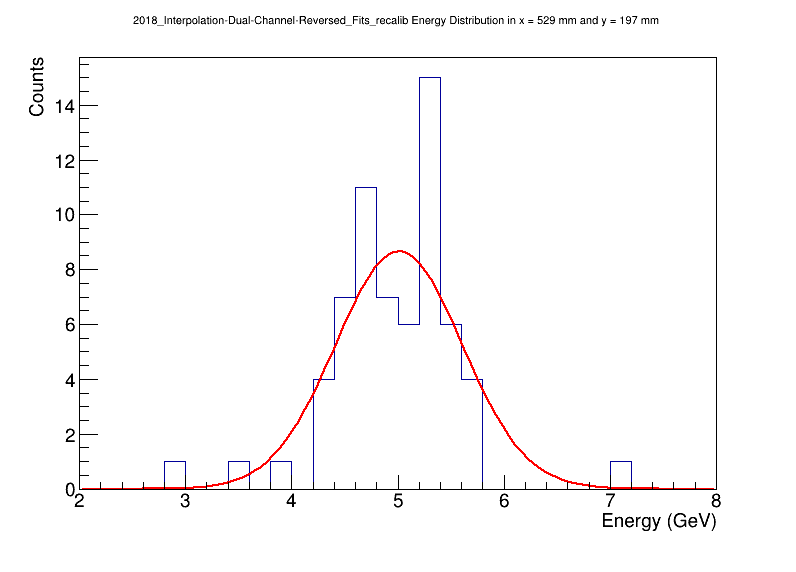 2018_Interpolation-Dual-Channel-Reversed_Fits_recalib Energy Distribution in x = 529 mm and y = 197 mm
Counts
14
12
10
8
6
4
2
0
2 3 4 5 6 7 8
Energy (GeV)